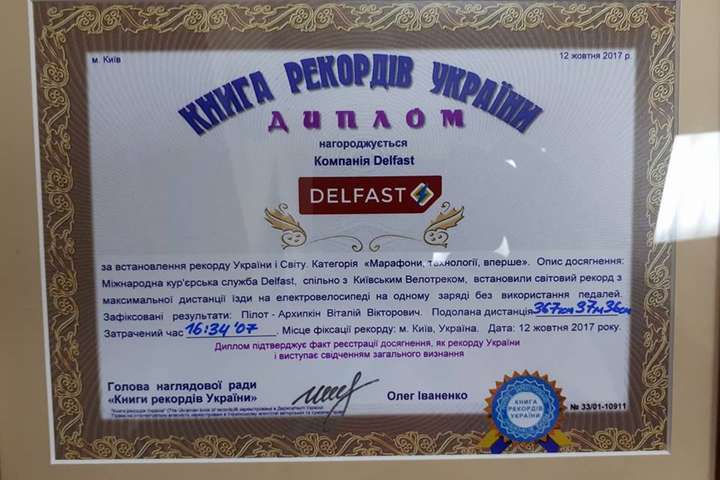 м. Київ
12 жовтня 2017 р.
КНИГА РЕКОРДІВ УКРАЇНИ
ДИПЛОМ
нагороджується
Компанія Delfast
DELFAST
за встановлення рекорду України і Світу. Категорія «Марафони, технології, вперше». Опис досягнення:
Міжнародна кур'єрська служба Delfast, спільно з Київським Велотреком, встановили світовий рекорд з
максимальної дистанції їзди на електровелосипеді на одному заряді без використання педалей.
Зафіксовані результати: Пілот - Архипкін Віталій Вікторович. Подолана дистанція 367км 37м 36см
Затрачений час 16:34'07. Місце фіксації рекорду: м. Київ, Україна. Дата: 12 жовтня 2017 року.
Диплом підтверджує факт реєстрації досягнення, як рекорду України
і виступає свідченням загального визнання
Голова наглядової ради
«Книги рекордів України»
Олег Іваненко
КНИГА
РЕКОРДІВ
УКРАЇНИ
№ 33/01-10911